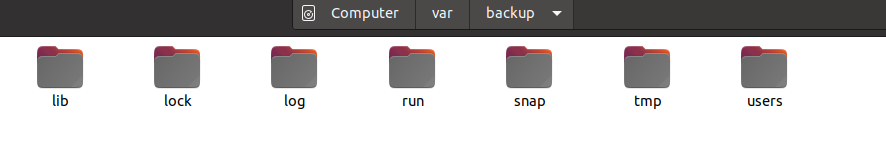 Computer var backup
lib lock log run snap tmp users